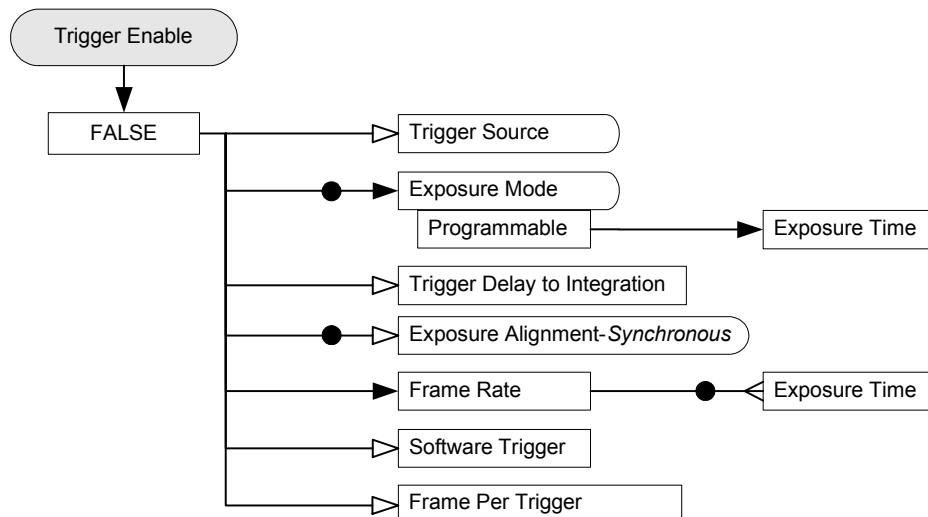 Trigger Enable
FALSE
Trigger Source
Exposure Mode
Programmable
Exposure Time
Trigger Delay to Integration
Exposure Alignment-Synchronous
Frame Rate
Exposure Time
Software Trigger
Frame Per Trigger